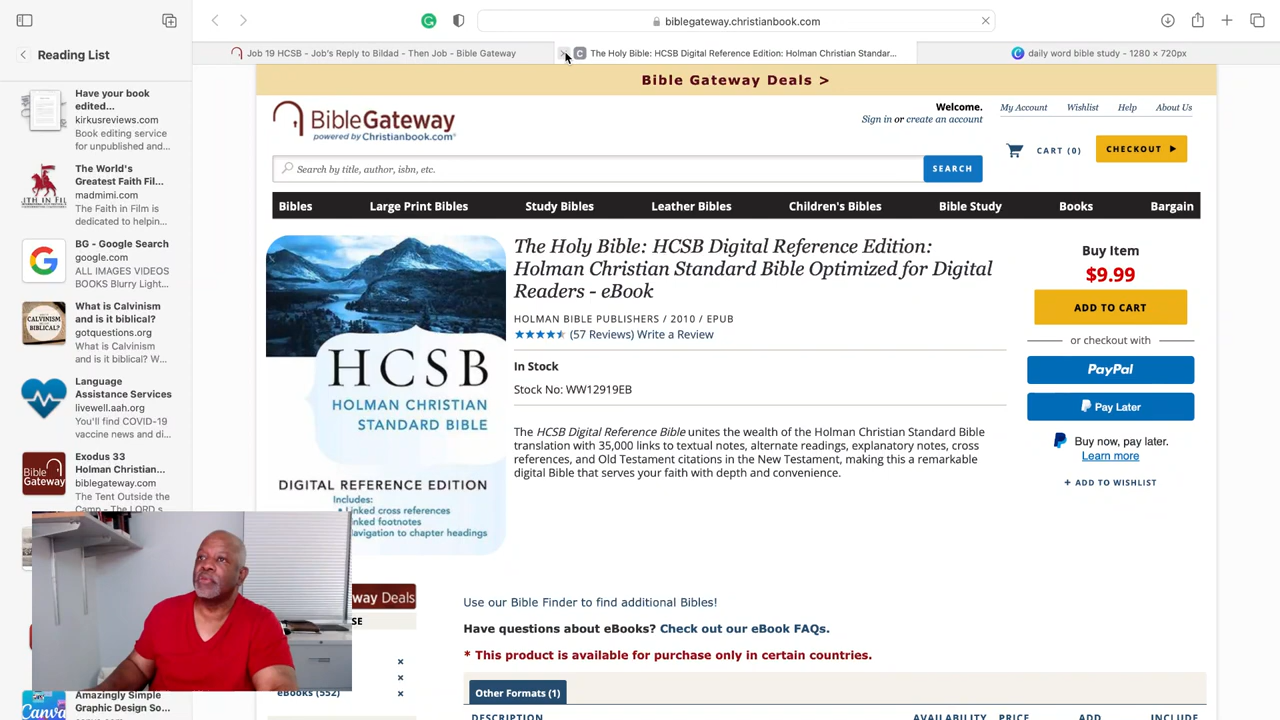 biblegateway.christianbook.com
Reading List
Job 19 HCSB - Job's Reply to Bildad - Then Job - Bible Gateway
The Holy Bible: HCSB Digital Reference Edition: Holman Christian Standar...
daily word bible study - 1280 × 720px
Have your book
edited...
kirkusreviews.com
Book editing service
for unpublished and...
The World's
Greatest Faith Fil...
madmimi.com
The Faith in Film is
dedicated to helpin...
BG - Google Search
google.com
ALL IMAGES VIDEOS
BOOKS Blurry Light...
What is Calvinism
and is it biblical?
gotquestions.org
What is Calvinism
and is it biblical? W...
Language
Assistance Services
livewell.aah.org
You'll find COVID-19
vaccine news and di...
Exodus 33
Holman Christian...
biblegateway.com
The Tent Outside the
Camp - The LORD s
Amazingly Simple
Graphic Design So...
Bible Gateway Deals >
BibleGateway
powered by Christianbook.com
Welcome.
Sign in or create an account
My Account
Wishlist
Help
About Us
CART (0)
CHECKOUT
Search by title, author, isbn, etc.
SEARCH
Bibles
Large Print Bibles
Study Bibles
Leather Bibles
Children's Bibles
Bible Study
Books
Bargain
HCSB
HOLMAN CHRISTIAN
STANDARD BIBLE
DIGITAL REFERENCE EDITION
Includes:
Linked cross references
nked footnotes
avigation to chapter headings
The Holy Bible: HCSB Digital Reference Edition:
Holman Christian Standard Bible Optimized for Digital
Readers - eBook
HOLMAN BIBLE PUBLISHERS / 2010 / EPUB
(57 Reviews) Write a Review
In Stock
Stock No: WW12919EB
The HCSB Digital Reference Bible unites the wealth of the Holman Christian Standard Bible
translation with 35,000 links to textual notes, alternate readings, explanatory notes, cross
references, and Old Testament citations in the New Testament, making this a remarkable
digital Bible that serves your faith with depth and convenience.
Buy Item
$9.99
ADD TO CART
or checkout with
PayPal
Pay Later
Buy now, pay later.
Learn more
+ ADD TO WISHLIST
way Deals
SE
eBooks (552)
Use our Bible Finder to find additional Bibles!
Have questions about eBooks? Check out our eBook FAQs.
* This product is available for purchase only in certain countries.
Other Formats (1)
DESCRIPTION
AVAILABILITY
PRICE
ADD
INCLUDE